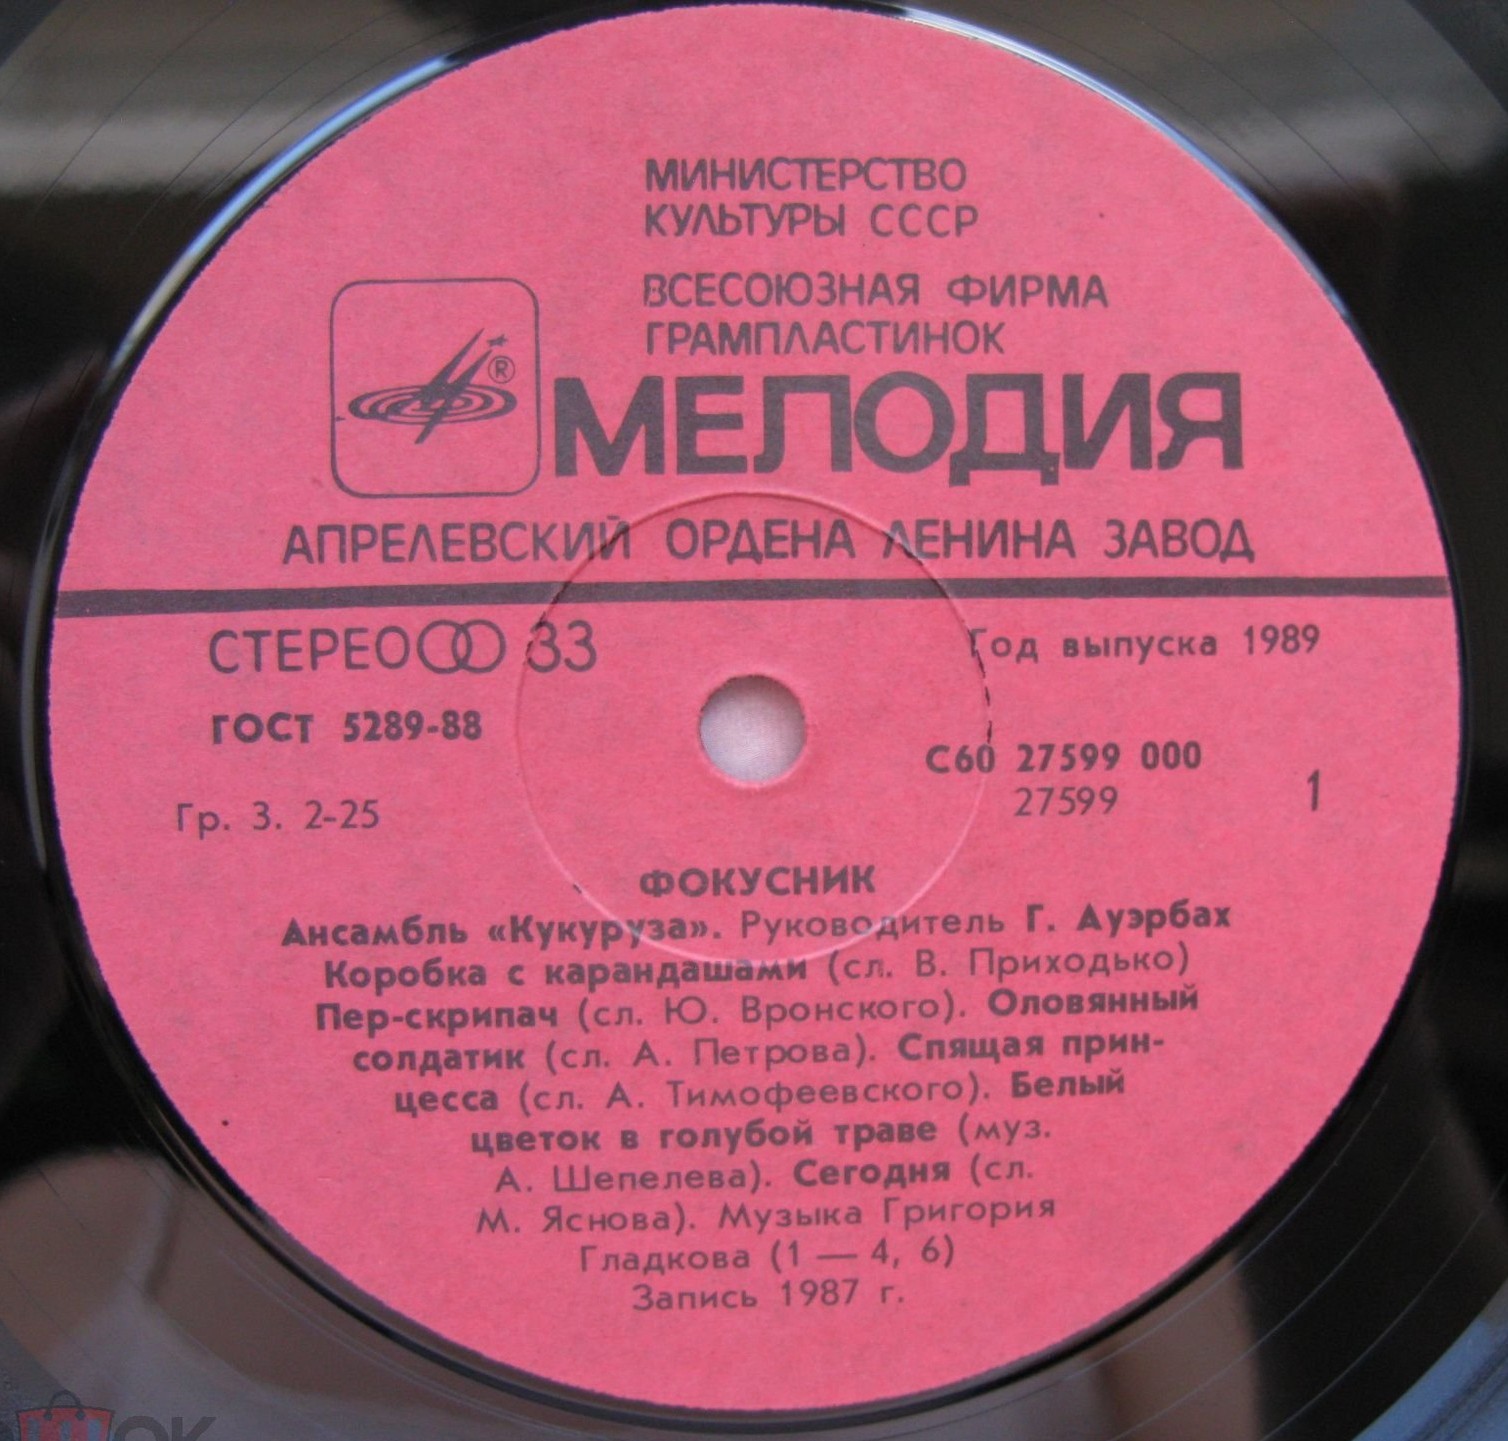 МИНИСТЕРСТВО
КУЛЬТУРЫ СССР
ВСЕСОЮЗНАЯ ФИРМА
ГРАМПЛАСТИНОК
®
МЕЛОДИЯ
АПРЕЛЕВСКИЙ ОРДЕНА ЛЕНИНА ЗАВОД
СТЕРЕО 33
Год выпуска 1989
ГОСТ 5289-88
С60 27599 000
27599
1
Гр. 3. 2-25
ФОКУСНИК
Ансамбль «Кукуруза». Руководитель Г. Ауэрбах
Коробка с карандашами (сл. В. Приходько)
Пер-скрипач (сл. Ю. Вронского). Оловянный
солдатик (сл. А. Петрова). Спящая прин-
цесса (сл. А. Тимофеевского). Белый
цветок в голубой траве (муз.
А. Шепелева). Сегодня (сл.
М. Яснова). Музыка Григория
Гладкова (1 — 4, 6)
Запись 1987 г.
ОК